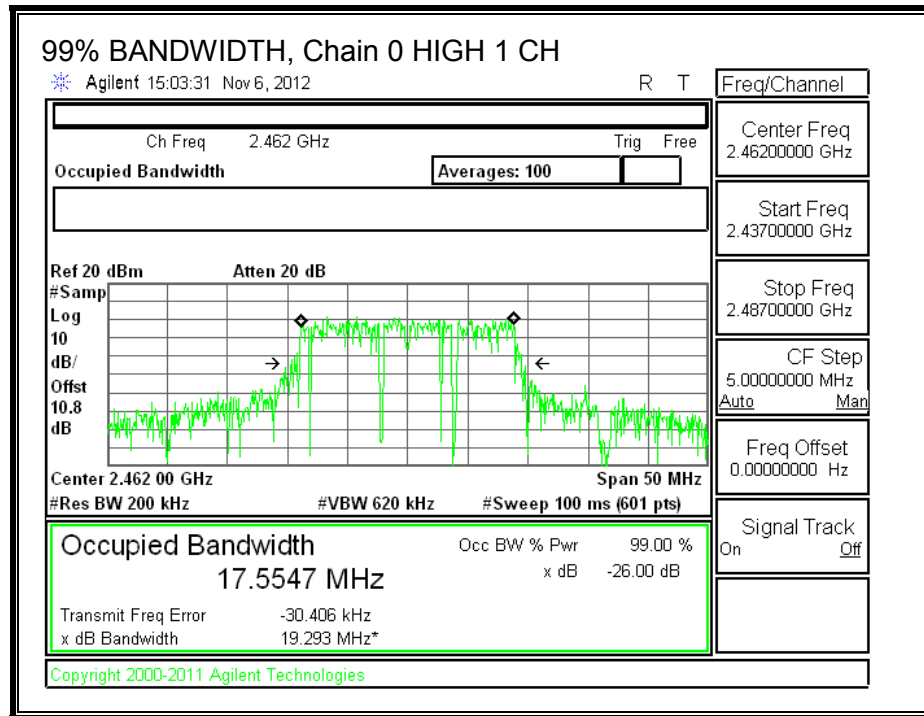 99% BANDWIDTH, Chain 0 HIGH 1 CH
Agilent 15:03:31 Nov 6, 2012 R T
Freq/Channel
Ch Freq 2.462 GHz Trig Free
Occupied Bandwidth Averages: 100
Center Freq
2.46200000 GHz
Start Freq
2.43700000 GHz
Stop Freq
2.48700000 GHz
CF Step
5.00000000 MHz
Auto Man
Freq Offset
0.00000000 Hz
Signal Track
On Off
Ref 20 dBm Atten 20 dB
#Samp
Log
10
dB/
Offst
10.8
dB
Center 2.462 00 GHz Span 50 MHz
#Res BW 200 kHz #VBW 620 kHz #Sweep 100 ms (601 pts)
Occupied Bandwidth Occ BW % Pwr 99.00 %
17.5547 MHz x dB -26.00 dB
Transmit Freq Error -30.406 kHz
x dB Bandwidth 19.293 MHz*
Copyright 2000-2011 Agilent Technologies